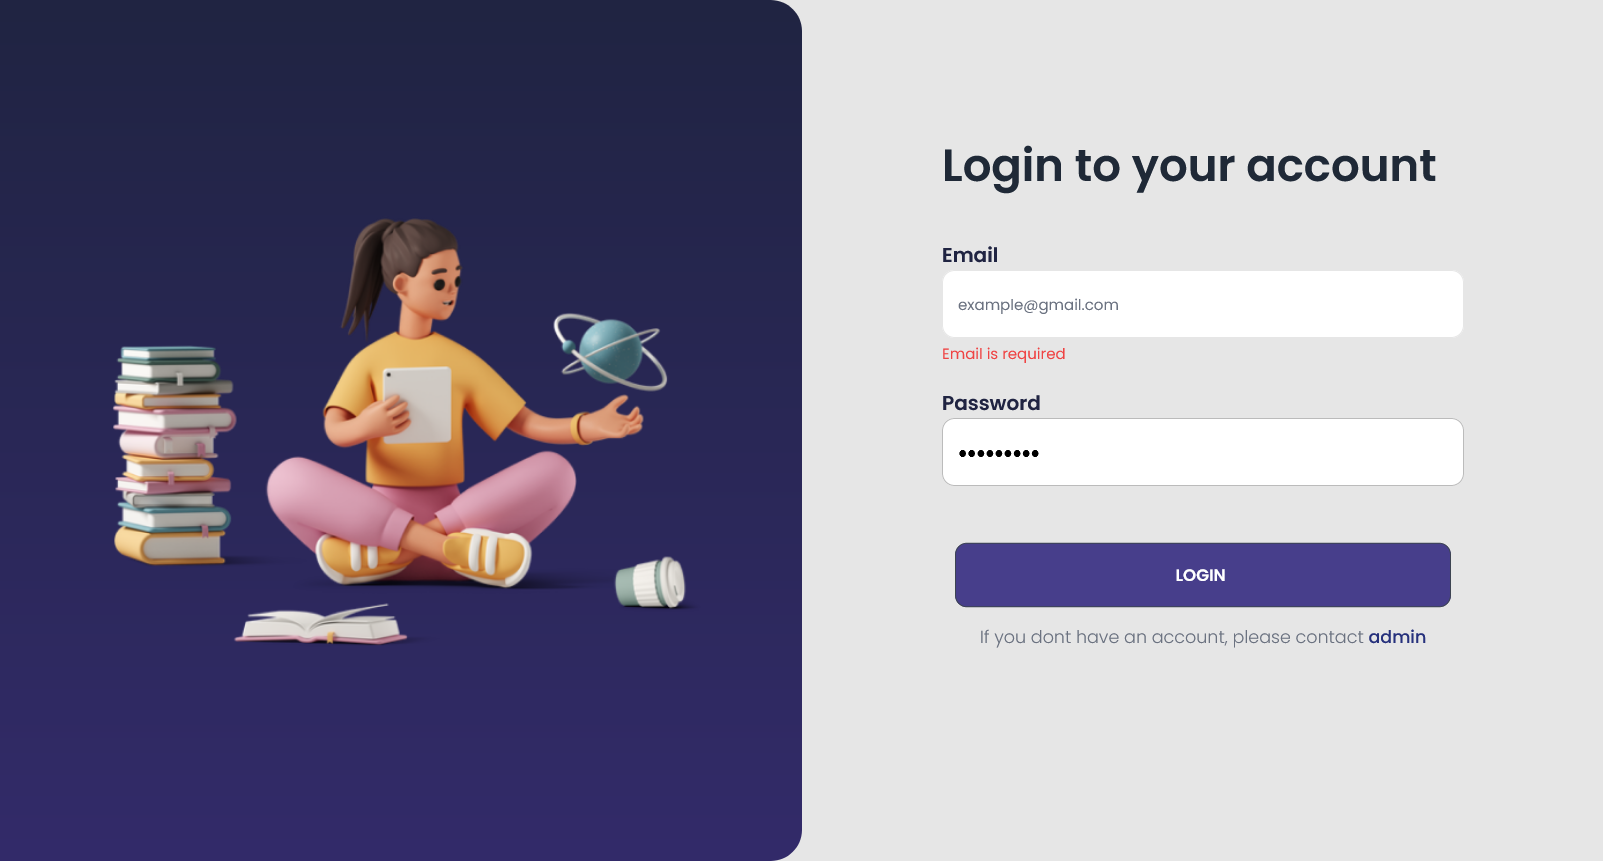 Login to your account
Email
example@gmail.com
Email is required
Password
•••••••••
LOGIN
If you dont have an account, please contact admin